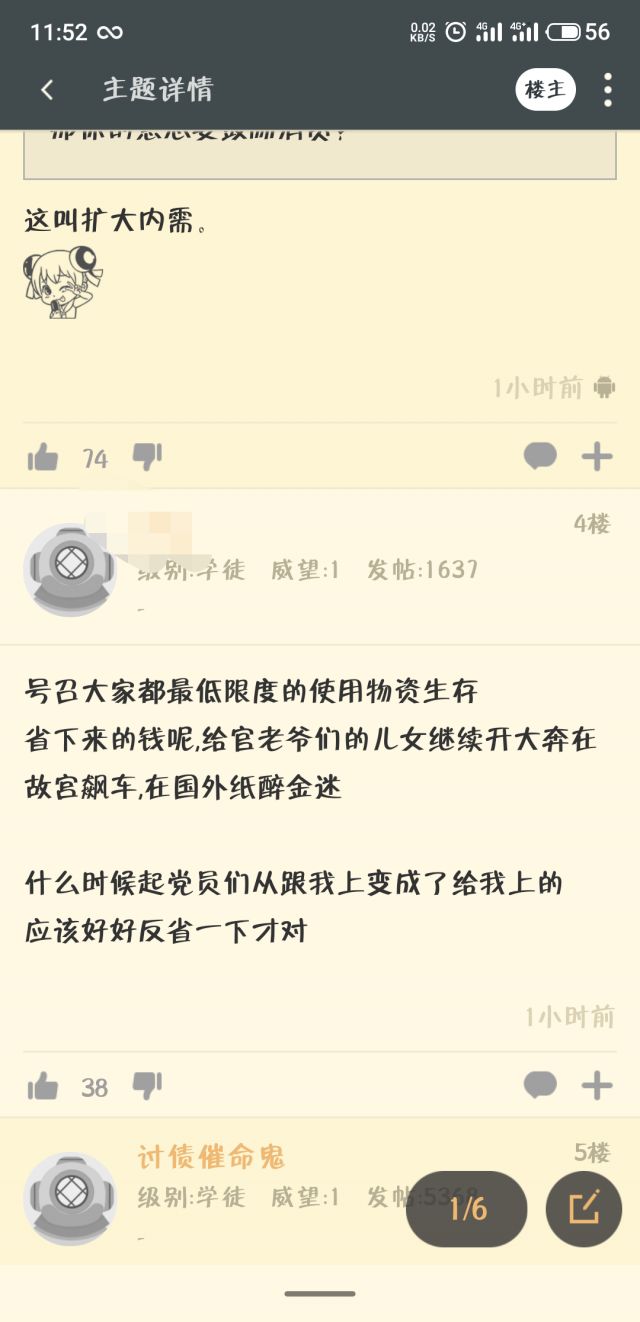 11:52
0.02
KB/S
4G
4G+
56
主题详情
楼主
这叫扩大内需。
1小时前
74
4楼
级别:学徒 威望:1 发帖:1637
-
号召大家都最低限度的使用物资生存
省下来的钱呢,给官老爷们的儿女继续开大奔在
故宫飙车,在国外纸醉金迷
什么时候起党员们从跟我上变成了给我上的
应该好好反省一下才对
1小时前
38
讨债催命鬼
5楼
级别:学徒 威望:1 发帖:5368
-
1/6